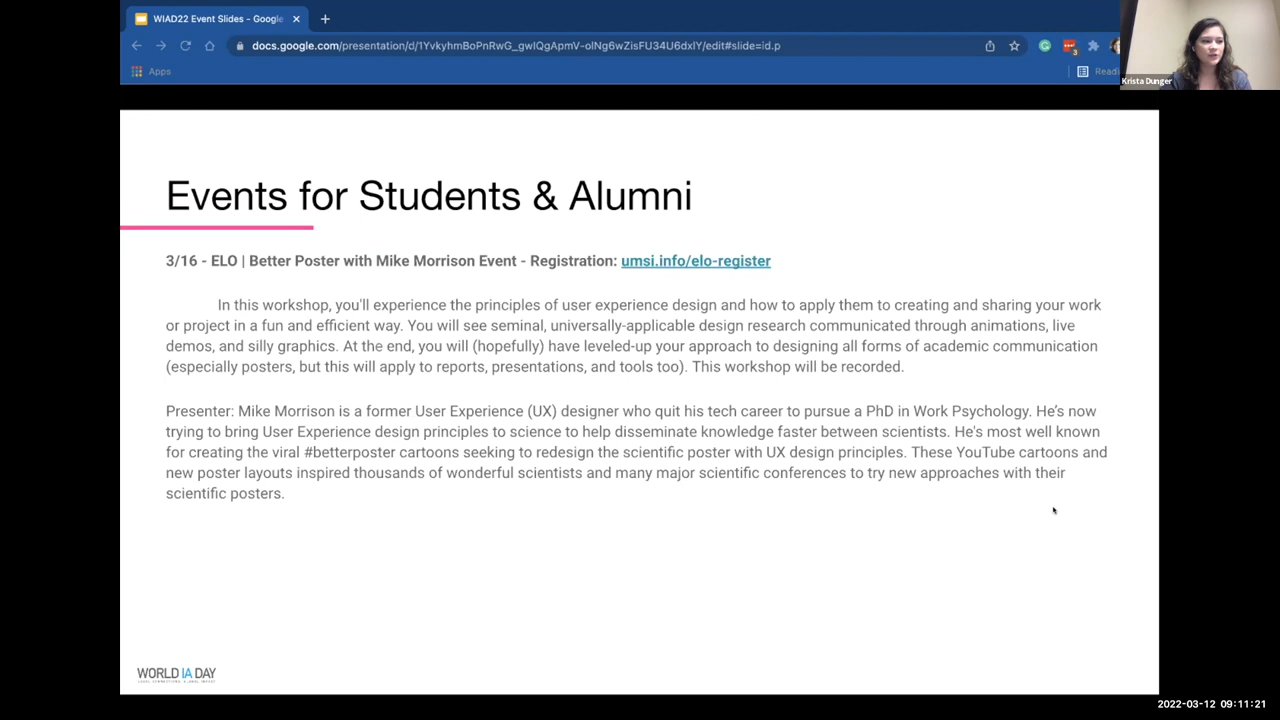 WIAD22 Event Slides - Google
docs.google.com/presentation/d/1YvkyhmBoPnRwG_gwIQgApmV-olNg6wZisFU34U6dxlY/edit#slide=id.p
Apps
Readi
Krista Dunger
Events for Students & Alumni
3/16 - ELO | Better Poster with Mike Morrison Event - Registration: umsi.info/elo-register
In this workshop, you'll experience the principles of user experience design and how to apply them to creating and sharing your work
or project in a fun and efficient way. You will see seminal, universally-applicable design research communicated through animations, live
demos, and silly graphics. At the end, you will (hopefully) have leveled-up your approach to designing all forms of academic communication
(especially posters, but this will apply to reports, presentations, and tools too). This workshop will be recorded.
Presenter: Mike Morrison is a former User Experience (UX) designer who quit his tech career to pursue a PhD in Work Psychology. He's now
trying to bring User Experience design principles to science to help disseminate knowledge faster between scientists. He's most well known
for creating the viral #betterposter cartoons seeking to redesign the scientific poster with UX design principles. These YouTube cartoons and
new poster layouts inspired thousands of wonderful scientists and many major scientific conferences to try new approaches with their
scientific posters.
WORLD IA DAY
2022-03-12 09:11:21